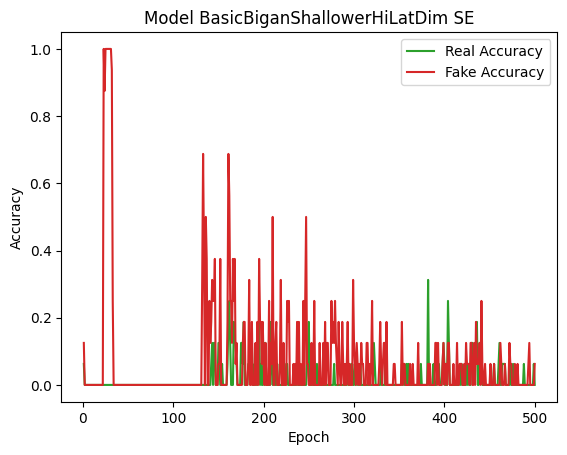 Model BasicBiganShallowerHiLatDim SE
Real Accuracy
Fake Accuracy
Accuracy
1.0
0.8
0.6
0.4
0.2
0.0
0 100 200 300 400 500
Epoch